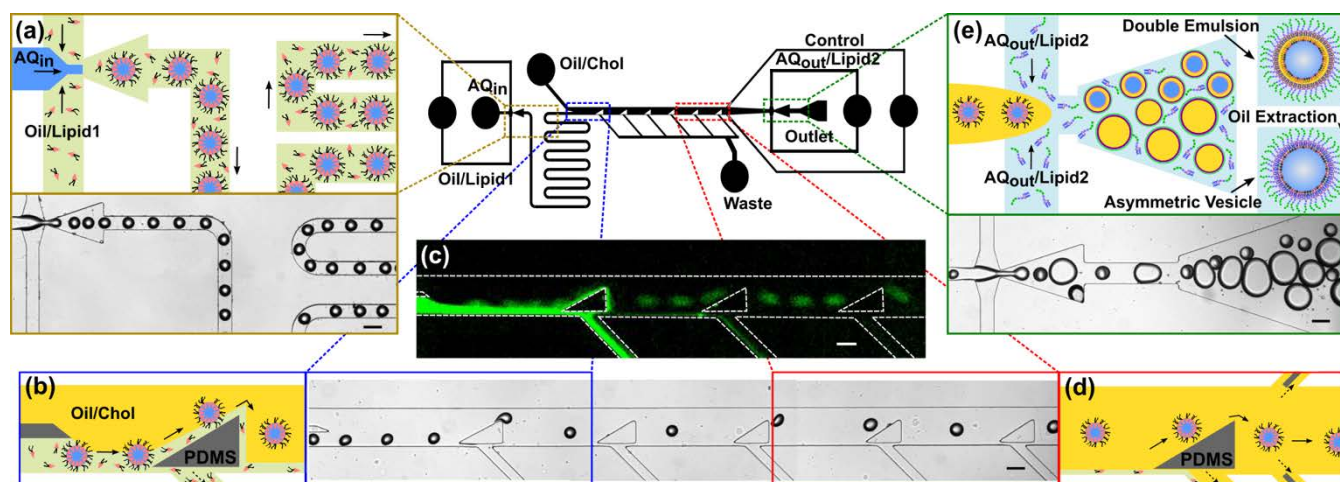 (a)
AQin
Oil/Lipid1
Oil/Chol
AQin
Oil/Lipid1
Control
AQout/Lipid2
Outlet
Waste
(e)
AQout/Lipid2
AQout/Lipid2
Double Emulsion
Oil Extraction
Asymmetric Vesicle
(c)
(b)
Oil/Chol
PDMS
(d)
PDMS